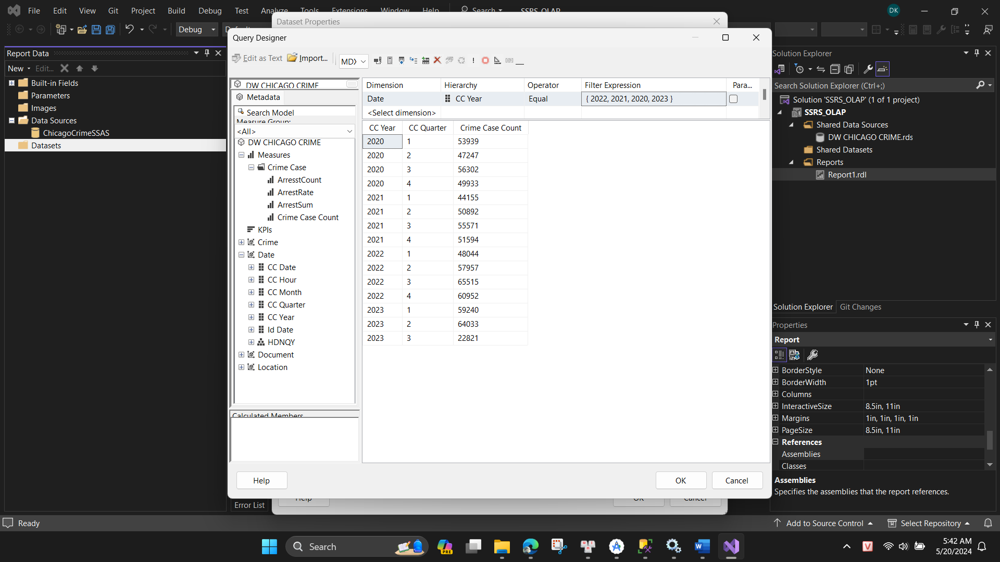 File Edit View Git Project Build Debug Test Analyze Tools Extensions Window Help Search SSRS_OLAP DK
Debug
Dataset Properties
Query Designer
Edit as Text Import... MDX
Report Data
New Edit...
Built-in Fields
Parameters
Images
Data Sources
ChicagoCrimeSSAS
Datasets
DW CHICAGO CRIME
Metadata
Search Model
Measure Group:
<All>
DW CHICAGO CRIME
Measures
Crime Case
ArresstCount
ArrestRate
ArrestSum
Crime Case Count
KPIs
Crime
Date
CC Date
CC Hour
CC Month
CC Quarter
CC Year
Id Date
HDNQY
Document
Location
Calculated Members
Dimension Hierarchy Operator Filter Expression Para...
Date CC Year Equal { 2022, 2021, 2020, 2023 }
<Select dimension>
CC Year CC Quarter Crime Case Count
2020 1 53939
2020 2 47247
2020 3 56302
2020 4 49933
2021 1 44155
2021 2 50892
2021 3 55571
2021 4 51594
2022 1 48044
2022 2 57957
2022 3 65515
2022 4 60952
2023 1 59240
2023 2 64033
2023 3 22821
Help OK Cancel
Help OK Cancel
Error List
Solution Explorer
Search Solution Explorer (Ctrl+;)
Solution 'SSRS_OLAP' (1 of 1 project)
SSRS_OLAP
Shared Data Sources
DW CHICAGO CRIME.rds
Shared Datasets
Reports
Report1.rdl
Solution Explorer Git Changes
Properties
Report
BorderStyle None
BorderWidth 1pt
Columns
InteractiveSize 8.5in, 11in
Margins 1in, 1in, 1in, 1in
PageSize 8.5in, 11in
References
Assemblies
Classes
Assemblies
Specifies the assemblies that the report references.
Ready Add to Source Control Select Repository
Search PRE V 5:42 AM
5/20/2024